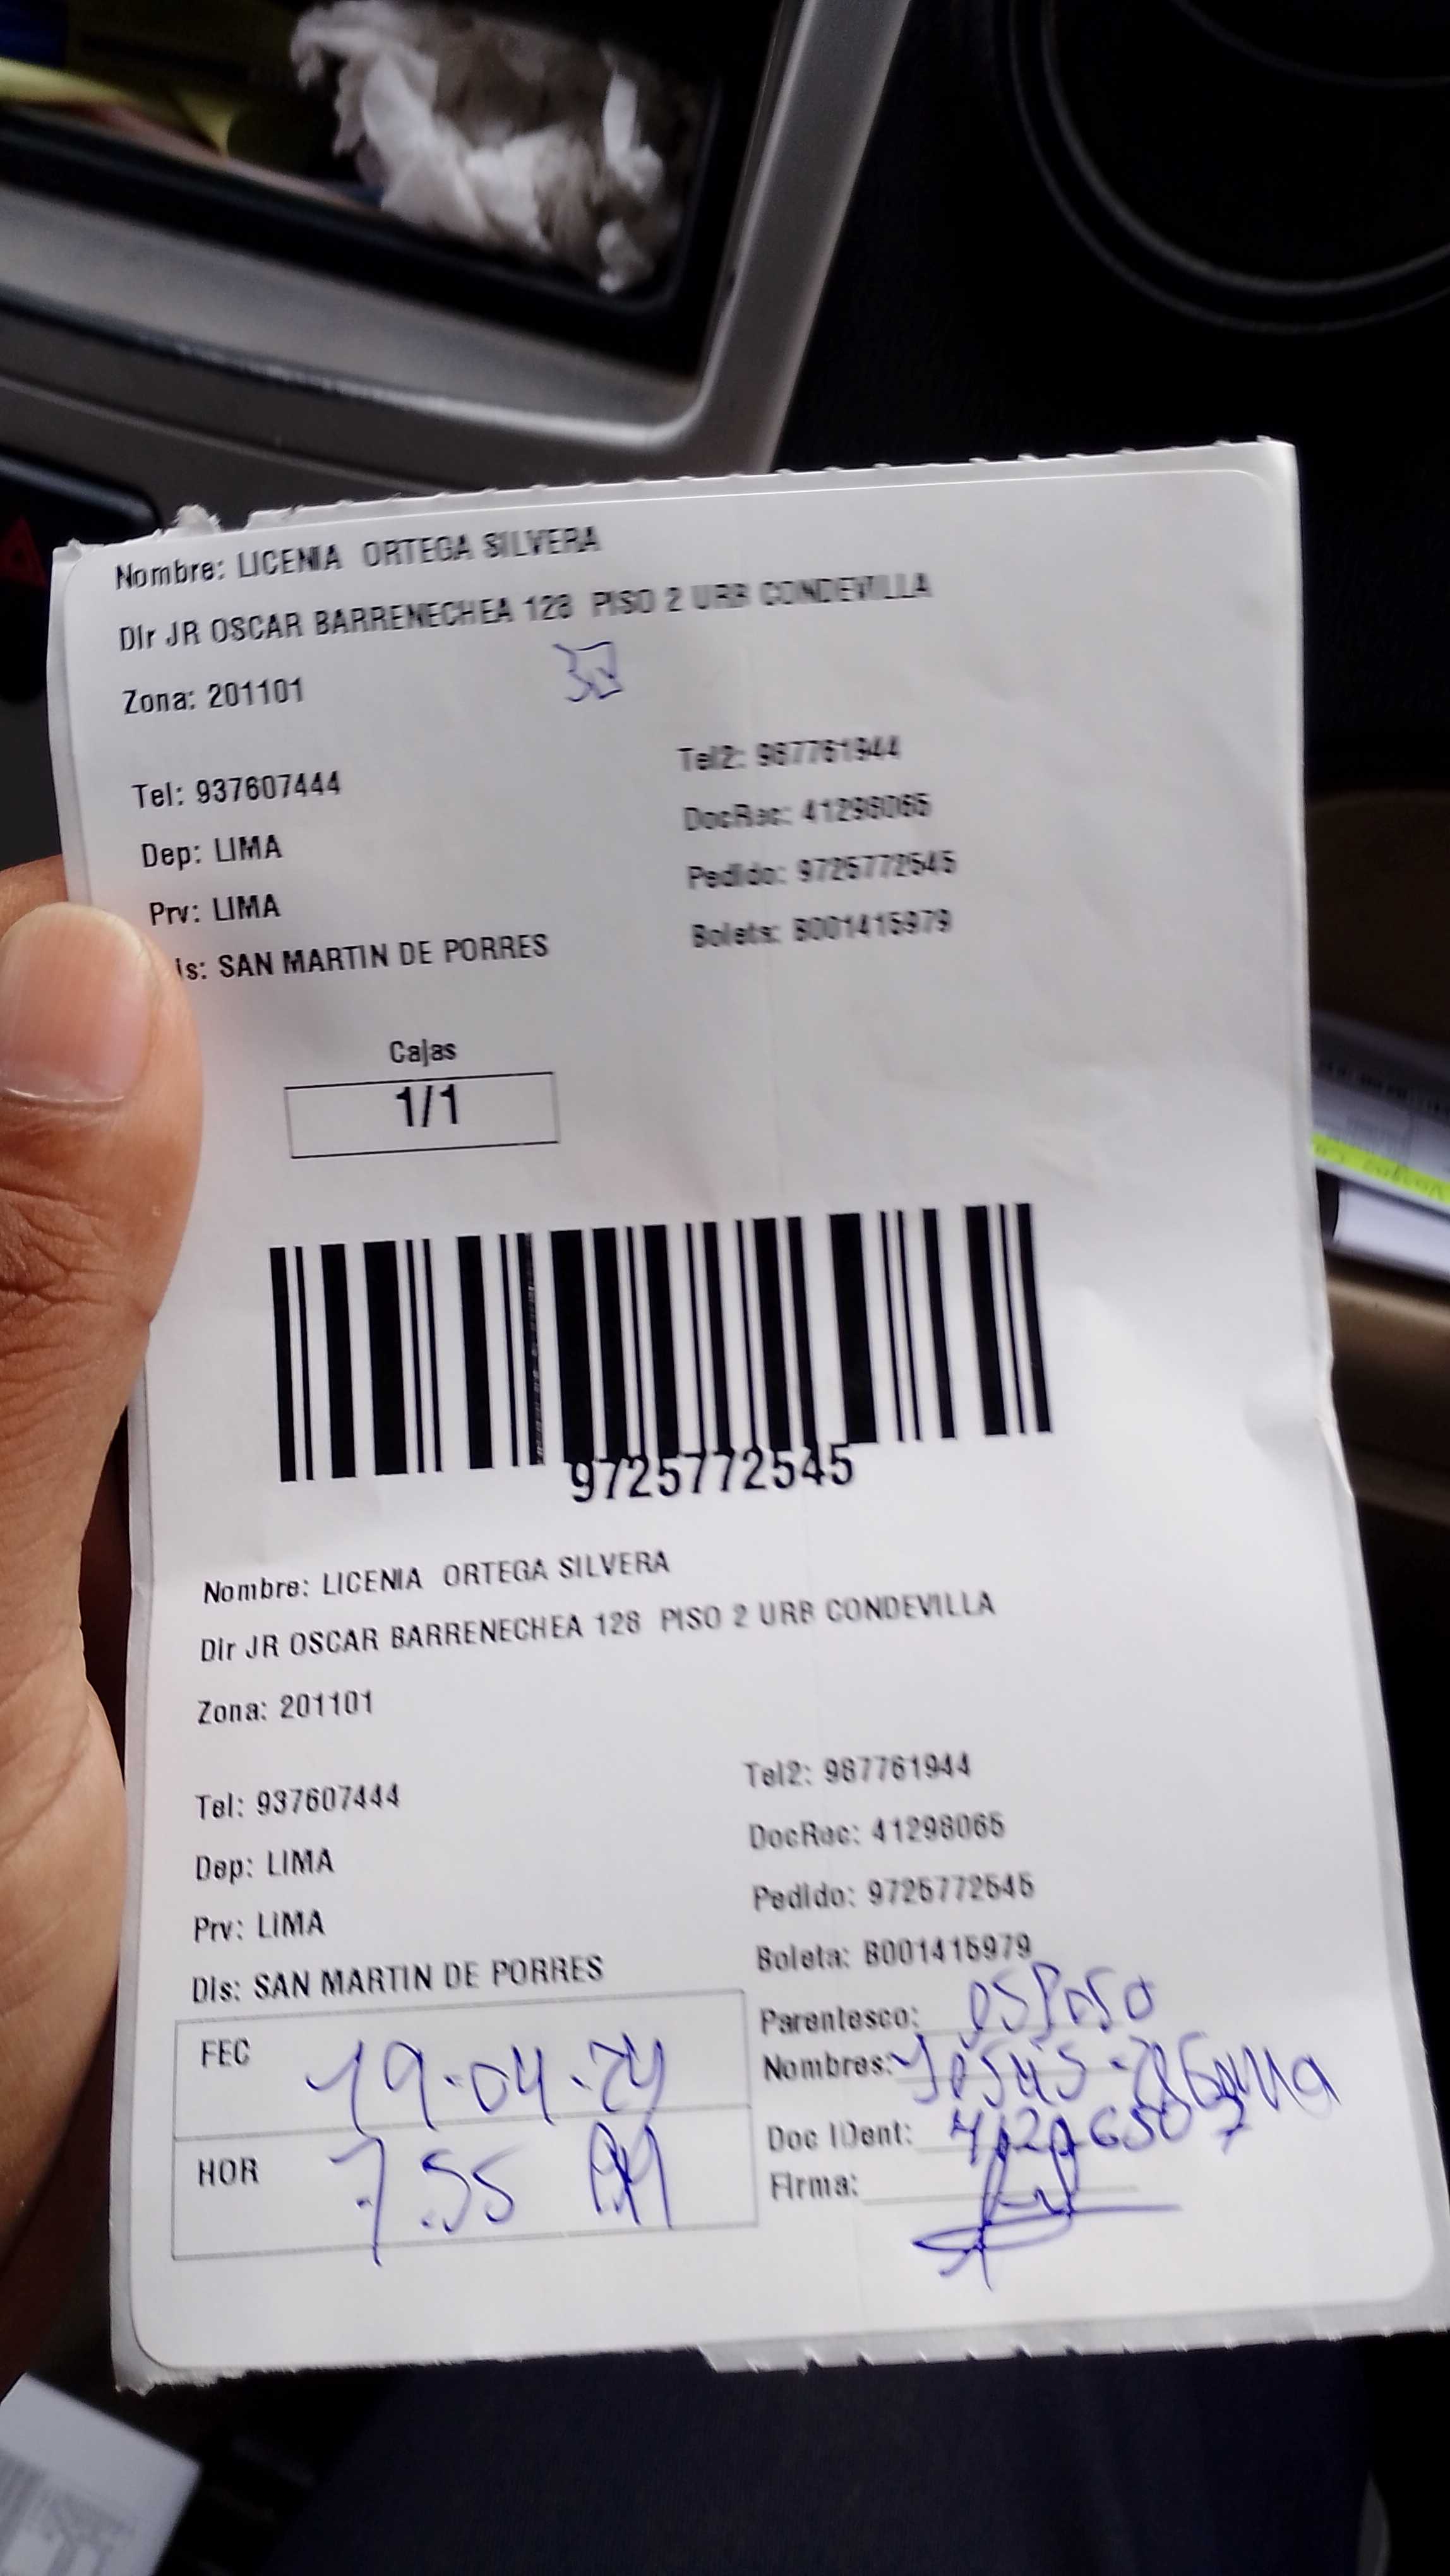 Nombre: LICENIA ORTEGA SILVERA
Dir JR OSCAR BARRENECHEA 128 PISO 2 URB CONDEVILLA
Zona: 201101
Tel: 937607444
Tel2: 987761944
Dep: LIMA
DocRec: 41298065
Prv: LIMA
Pedido: 9725772545
is: SAN MARTIN DE PORRES
Boleta: B001415979
Cajas
1/1
9725772545
Nombre: LICENIA ORTEGA SILVERA
Dir JR OSCAR BARRENECHEA 128 PISO 2 URB CONDEVILLA
Zona: 201101
Tel: 937607444
Tel2: 987761944
Dep: LIMA
DocRec: 41298065
Prv: LIMA
Pedido: 9725772545
Dis: SAN MARTIN DE PORRES
Boleta: B001415979
FEC 19-04-24
HOR 7.55 PM
Parentesco: esposo
Nombres: Jesus
Doc IDent:
Firma: